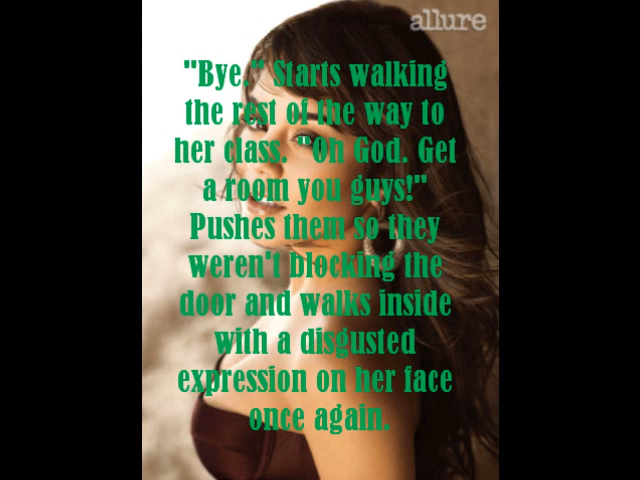 allure
"Bye." Starts walking
the rest of the way to
her class. "Oh God. Get
a room you guys!"
Pushes them so they
weren't blocking the
door and walks inside
with a disgusted
expression on her face
once again.